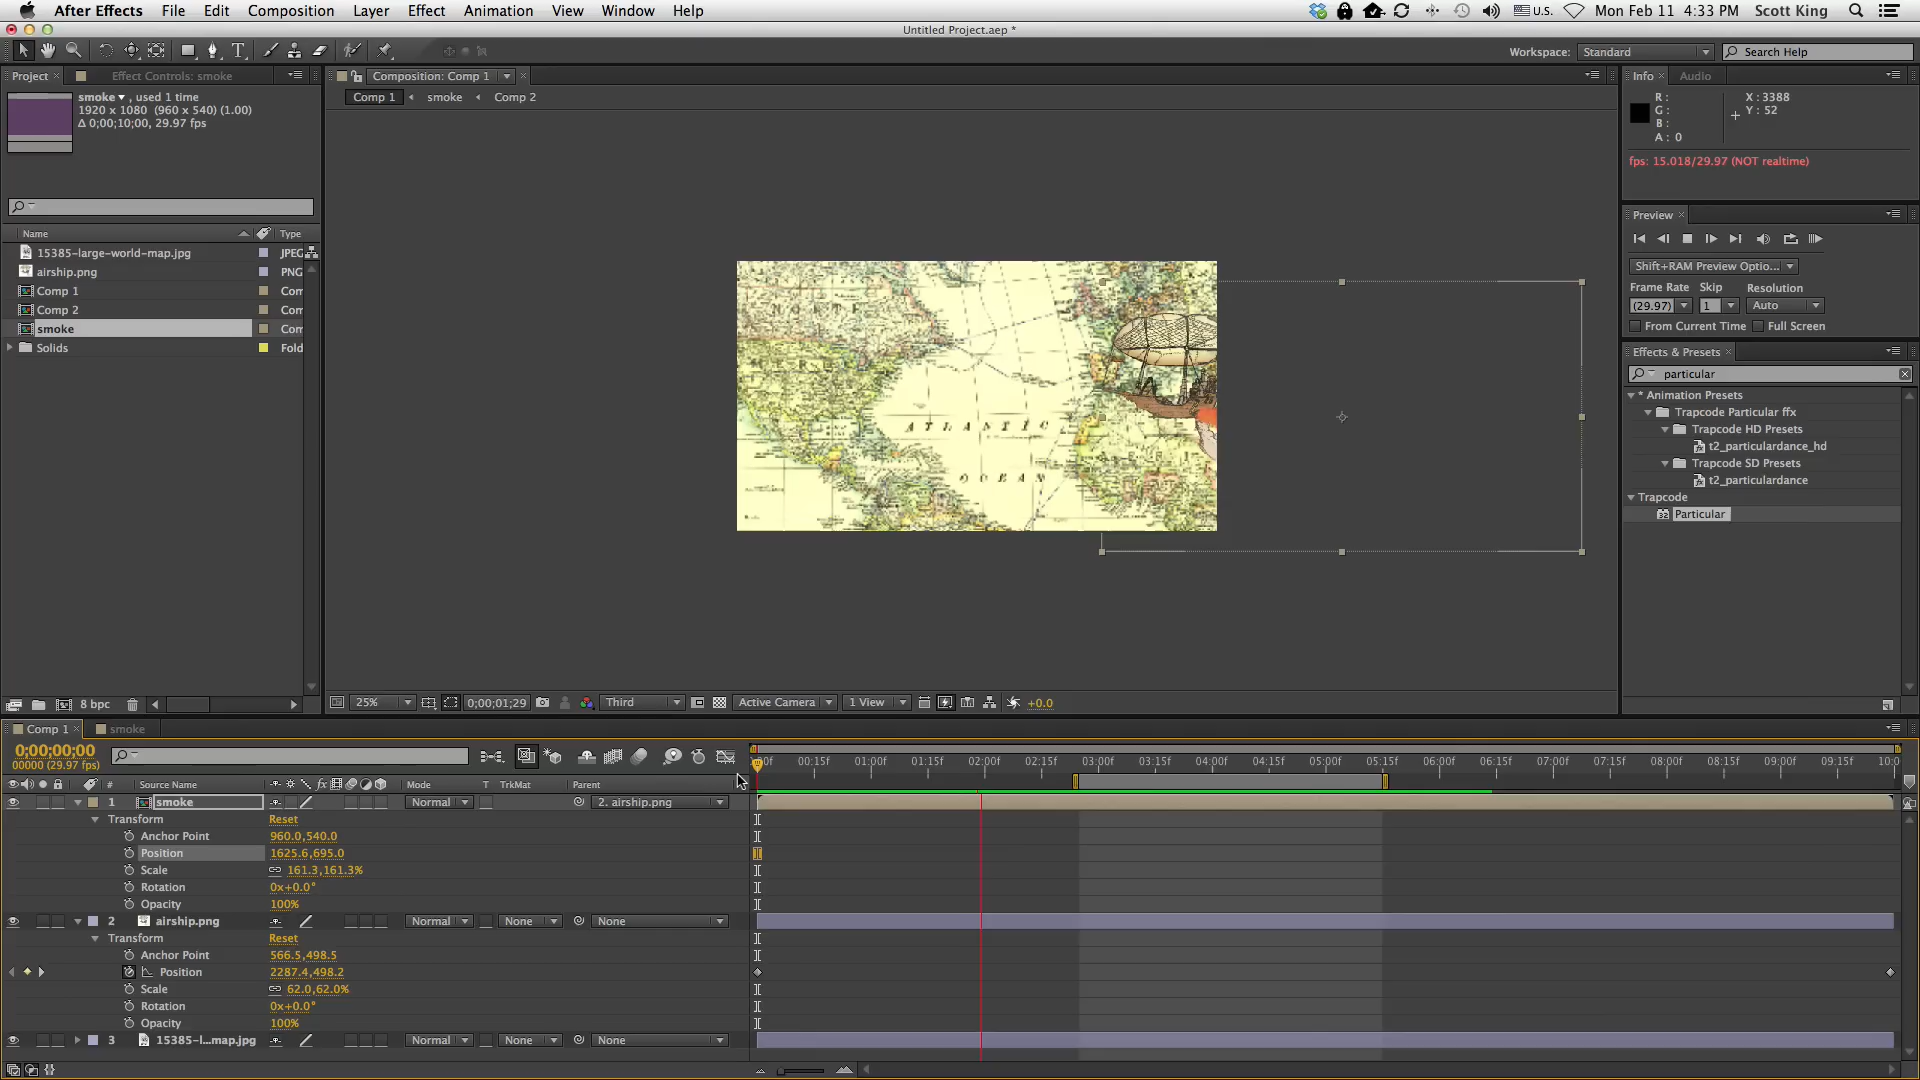 After Effects File Edit Composition Layer Effect Animation View Window Help U.S. Mon Feb 11 4:33 PM Scott King
Untitled Project.aep *
Workspace: Standard Search Help
Project Effect Controls: smoke
smoke , used 1 time
1920 x 1080 (960 x 540) (1.00)
Δ 0;00;10;00, 29.97 fps
Name Type
15385-large-world-map.jpg JPEG
airship.png PNG
Comp 1 Com
Comp 2 Com
smoke Com
Solids Fold
8 bpc
Composition: Comp 1
Comp 1 smoke Comp 2
ATLANTIC
OCEAN
25% 0;00;01;29 Third Active Camera 1 View +0.0
Info Audio
R : X : 3388
G : Y : 52
B :
A : 0
fps: 15.018/29.97 (NOT realtime)
Preview
Shift+RAM Preview Optio...
Frame Rate Skip Resolution
(29.97) 1 Auto
From Current Time Full Screen
Effects & Presets
particular
* Animation Presets
Trapcode Particular ffx
Trapcode HD Presets
t2_particulardance_hd
Trapcode SD Presets
t2_particulardance
Trapcode
Particular
Comp 1 smoke
0;00;00;00
00000 (29.97 fps)
00f 00:15f 01:00f 01:15f 02:00f 02:15f 03:00f 03:15f 04:00f 04:15f 05:00f 05:15f 06:00f 06:15f 07:00f 07:15f 08:00f 08:15f 09:00f 09:15f 10:0
# Source Name fx Mode T TrkMat Parent
1 smoke Normal 2. airship.png
Transform Reset
Anchor Point 960.0,540.0
Position 1625.6,695.0
Scale 161.3,161.3%
Rotation 0x+0.0°
Opacity 100%
2 airship.png Normal None None
Transform Reset
Anchor Point 566.5,498.5
Position 2287.4,498.2
Scale 62.0,62.0%
Rotation 0x+0.0°
Opacity 100%
3 15385-l...map.jpg Normal None None